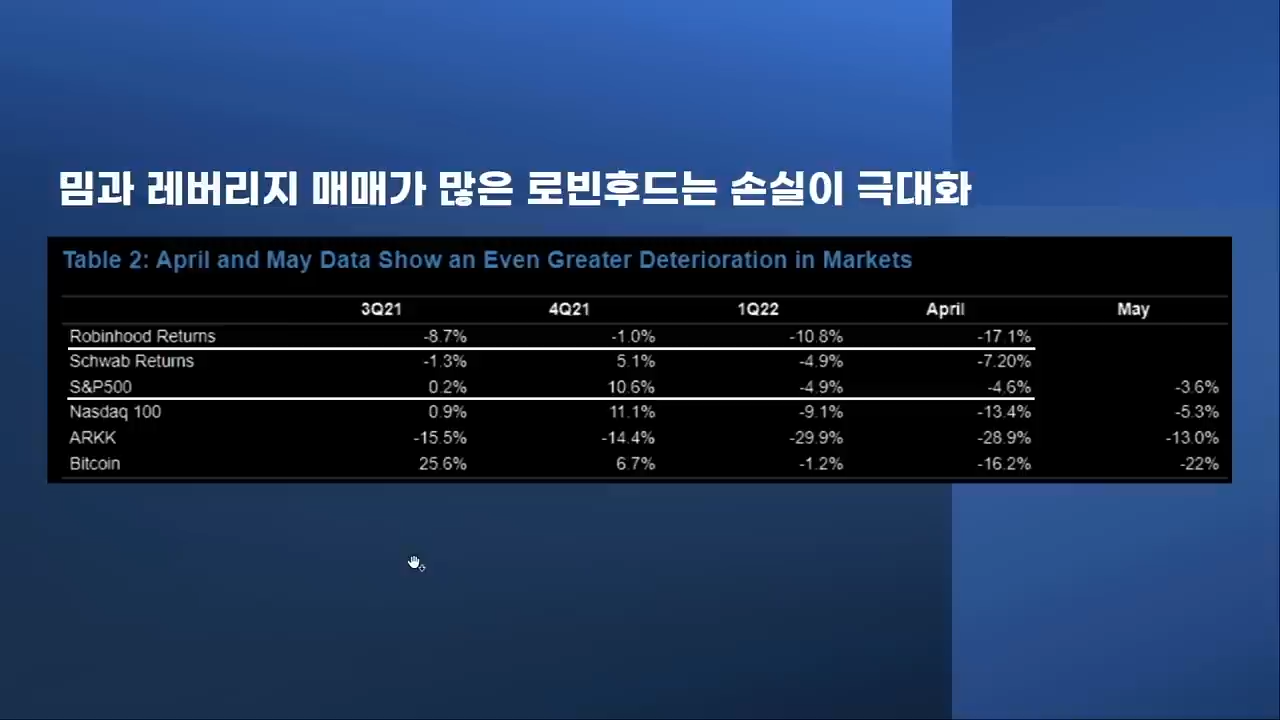 밈과 레버리지 매매가 많은 로빈후드는 손실이 극대화
Table 2: April and May Data Show an Even Greater Deterioration in Markets
3Q21 4Q21 1Q22 April May
Robinhood Returns -8.7% -1.0% -10.8% -17.1%
Schwab Returns -1.3% 5.1% -4.9% -7.20%
S&P500 0.2% 10.6% -4.9% -4.6% -3.6%
Nasdaq 100 0.9% 11.1% -9.1% -13.4% -5.3%
ARKK -15.5% -14.4% -29.9% -28.9% -13.0%
Bitcoin 25.6% 6.7% -1.2% -16.2% -22%